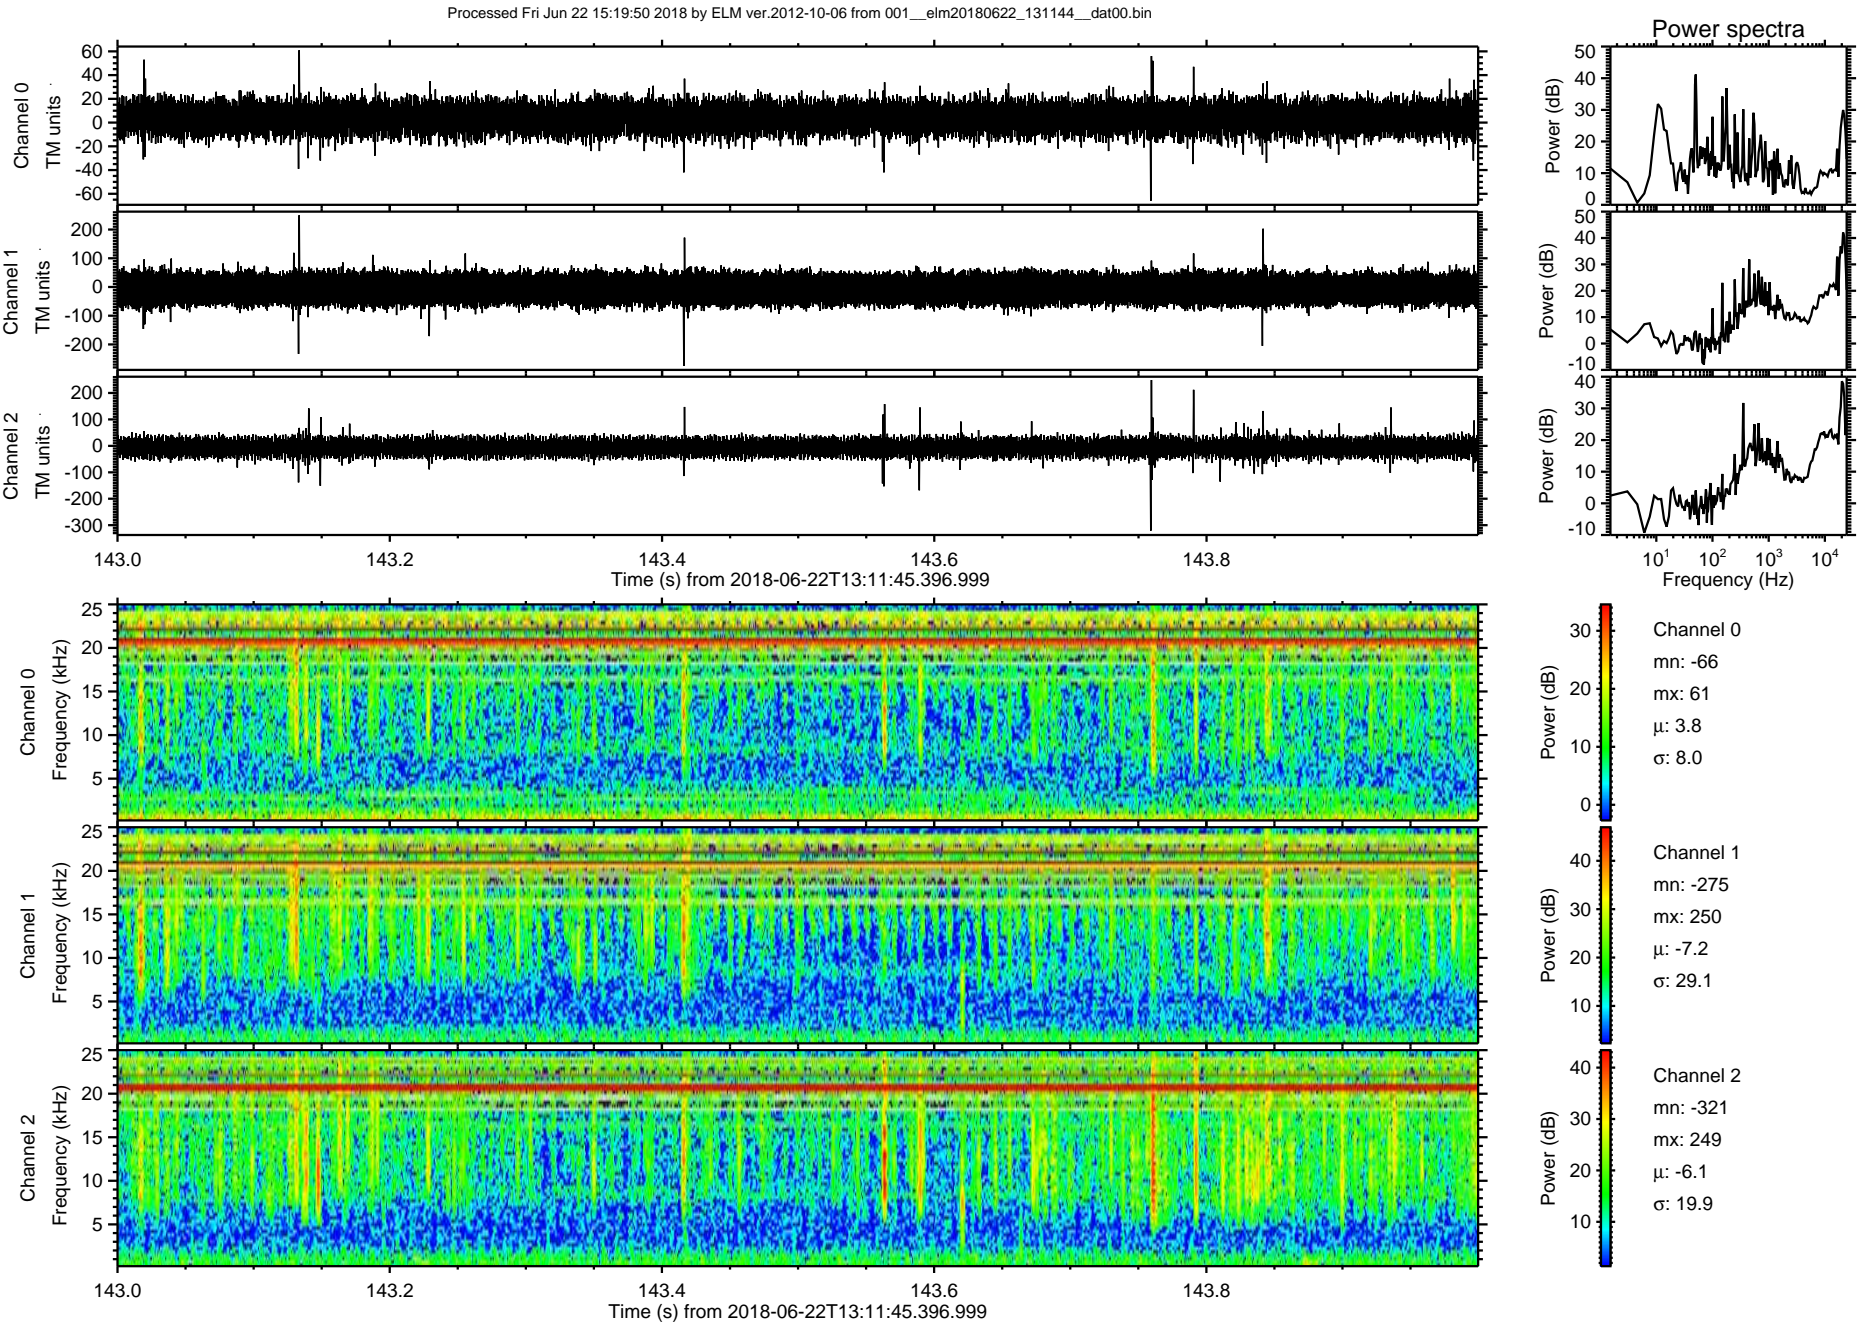 Processed Fri Jun 22 15:19:50 2018 by ELM ver.2012-10-06 from 001__elm20180622_131144__dat00.bin
Power spectra
Channel 0
TM units
60
40
20
0
-20
-40
-60
Power (dB)
50
40
30
20
10
0
Channel 1
TM units
200
100
0
-100
-200
Power (dB)
50
40
30
20
10
0
-10
Channel 2
TM units
200
100
0
-100
-200
-300
Power (dB)
40
30
20
10
0
-10
143.0 143.2 143.4 143.6 143.8
Time (s) from 2018-06-22T13:11:45.396.999
10^1 10^2 10^3 10^4
Frequency (Hz)
Channel 0
Frequency (kHz)
25
20
15
10
5
Power (dB)
30
20
10
0
Channel 0
mn: -66
mx: 61
μ: 3.8
σ: 8.0
Channel 1
Frequency (kHz)
25
20
15
10
5
Power (dB)
40
30
20
10
Channel 1
mn: -275
mx: 250
μ: -7.2
σ: 29.1
Channel 2
Frequency (kHz)
25
20
15
10
5
Power (dB)
40
30
20
10
Channel 2
mn: -321
mx: 249
μ: -6.1
σ: 19.9
143.0 143.2 143.4 143.6 143.8
Time (s) from 2018-06-22T13:11:45.396.999